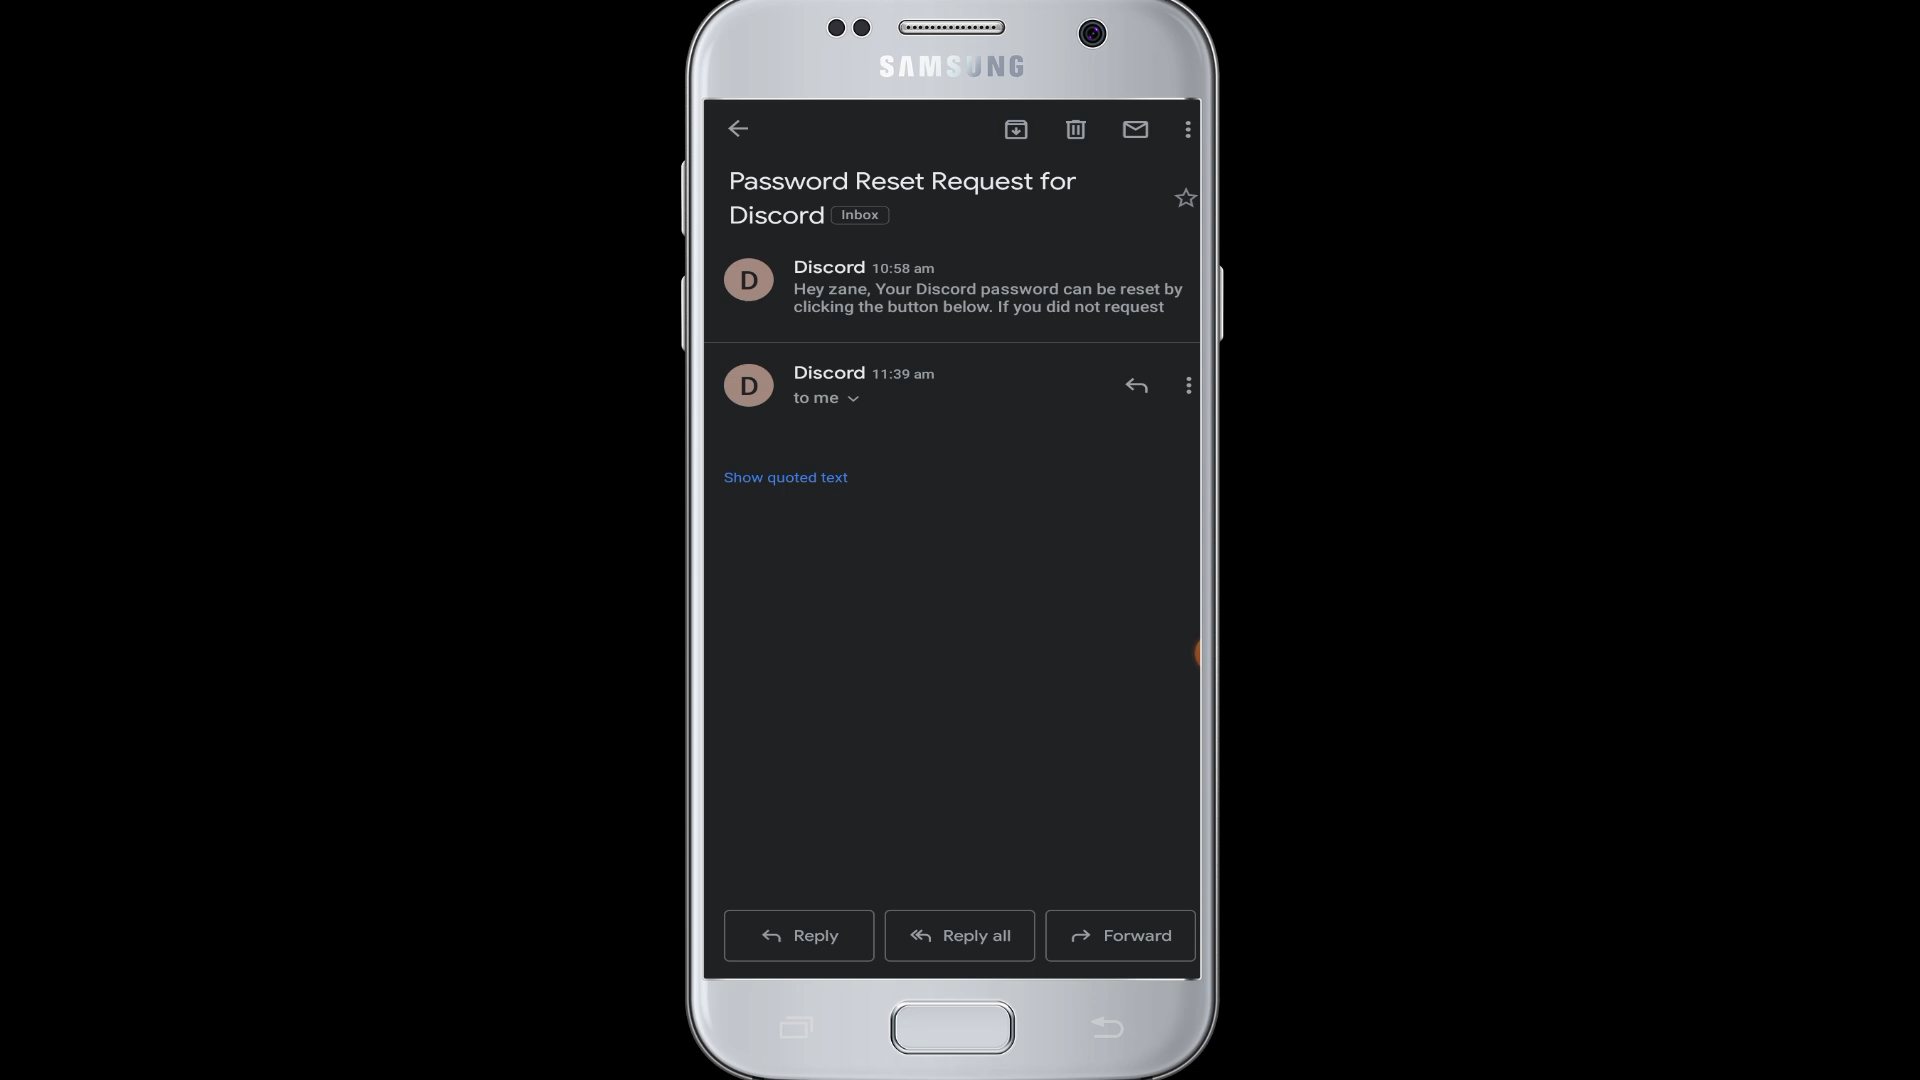 SAMSUNG
Password Reset Request for
Discord Inbox
D
Discord 10:58 am
Hey zane, Your Discord password can be reset by
clicking the button below. If you did not request
D
Discord 11:39 am
to me
Show quoted text
Reply Reply all Forward